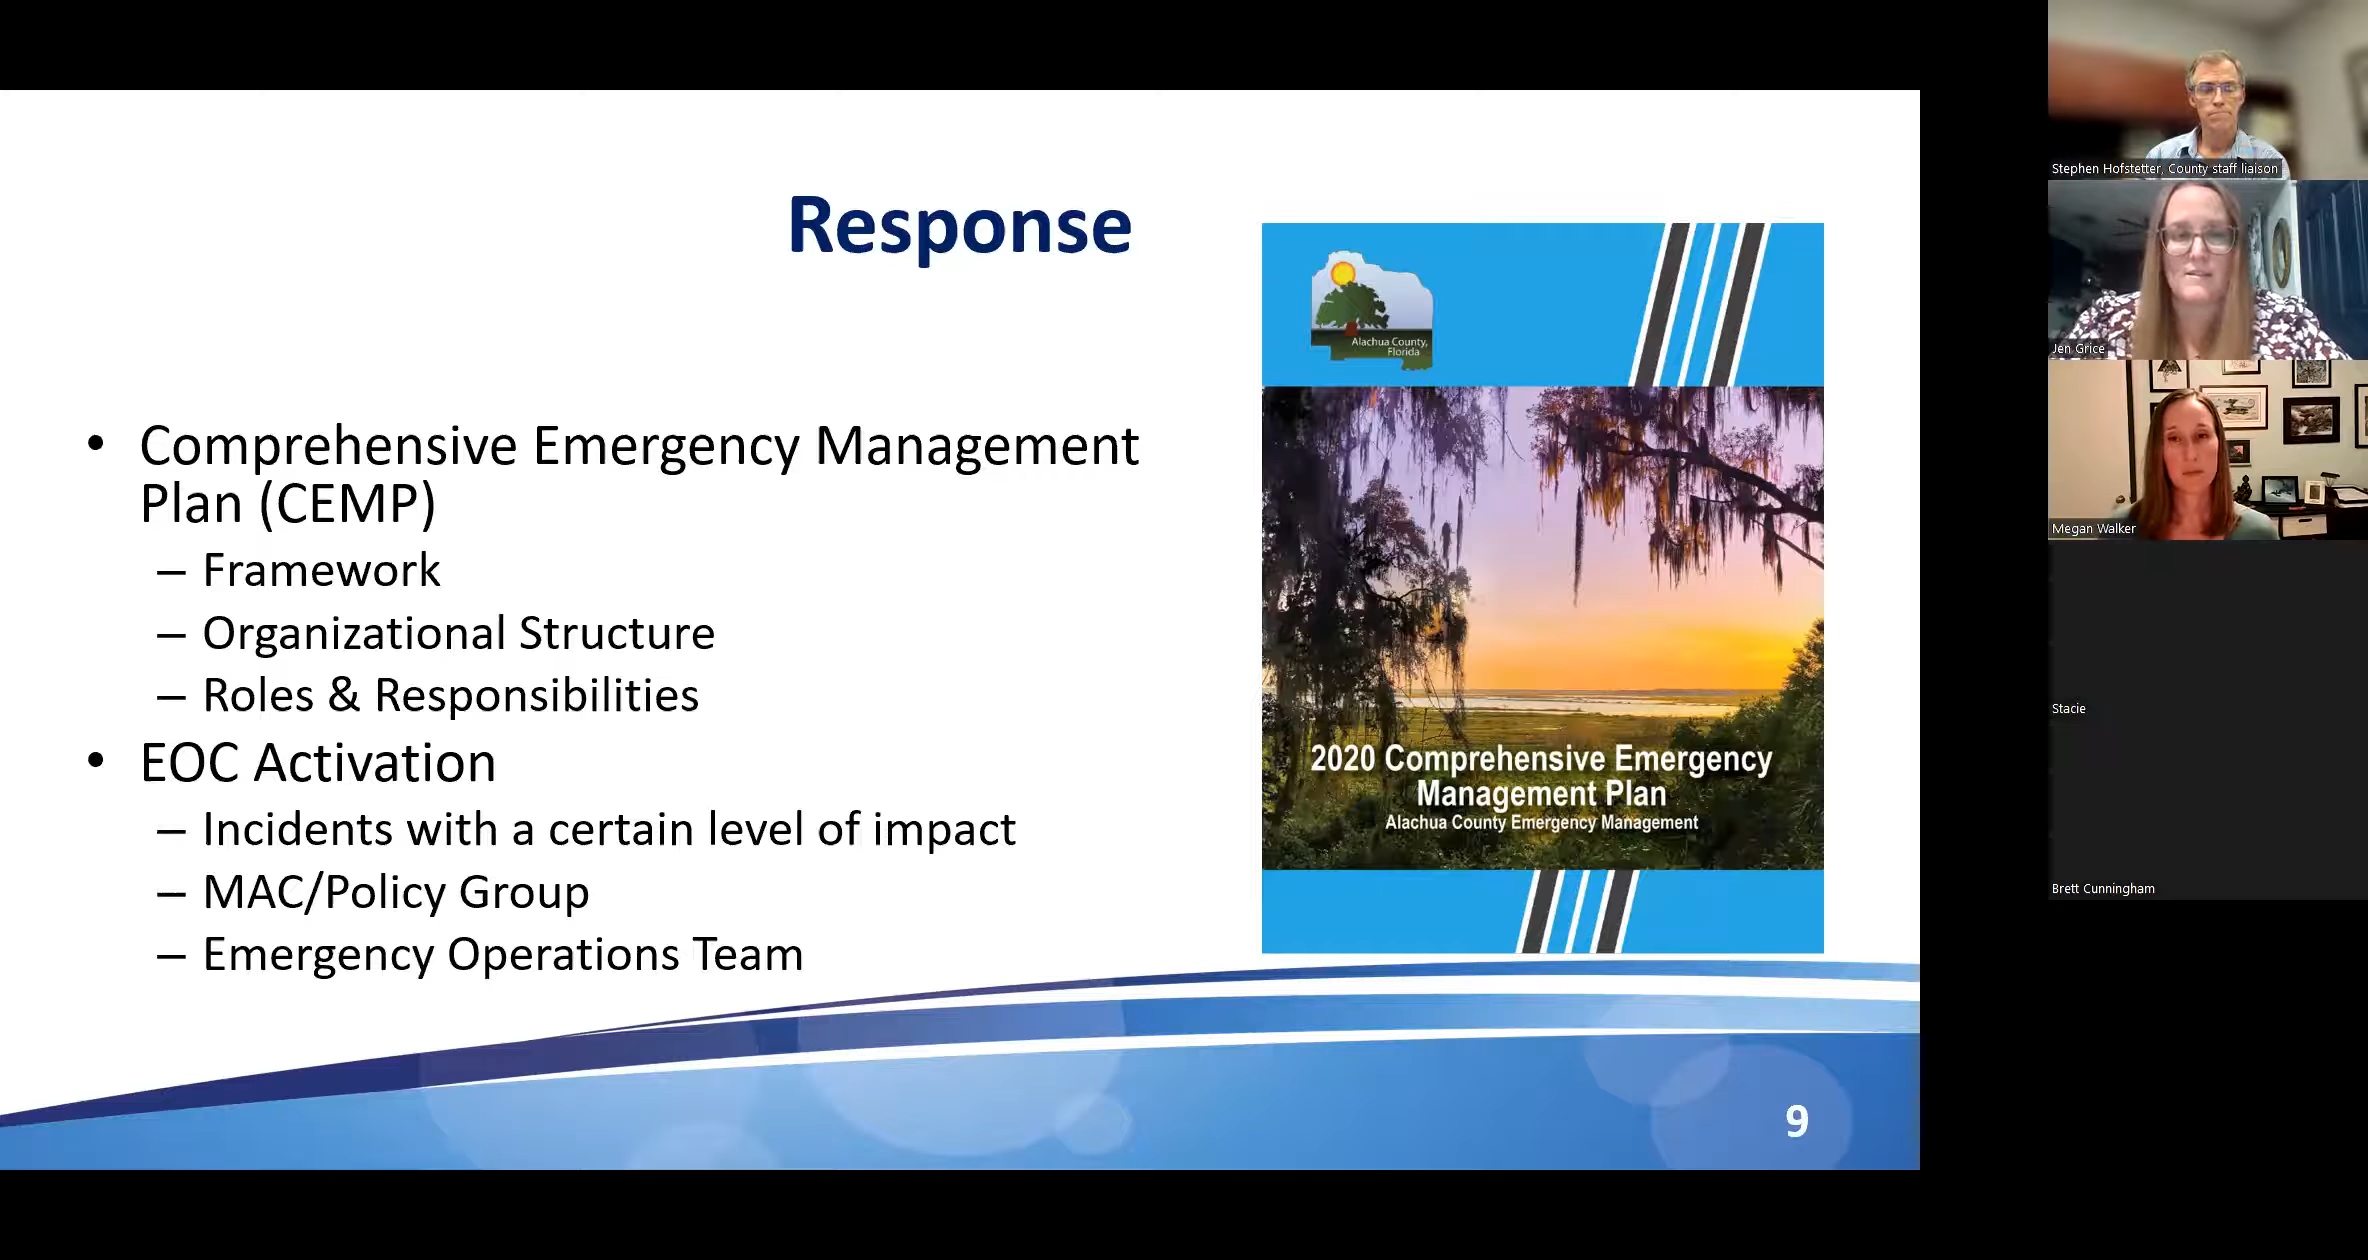 Response
• Comprehensive Emergency Management
Plan (CEMP)
– Framework
– Organizational Structure
– Roles & Responsibilities
• EOC Activation
– Incidents with a certain level of impact
– MAC/Policy Group
– Emergency Operations Team
Alachua County,
Florida
2020 Comprehensive Emergency
Management Plan
Alachua County Emergency Management
9
Stephen Hofstetter, County staff liaison
Jen Grice
Megan Walker
Stacie
Brett Cunningham